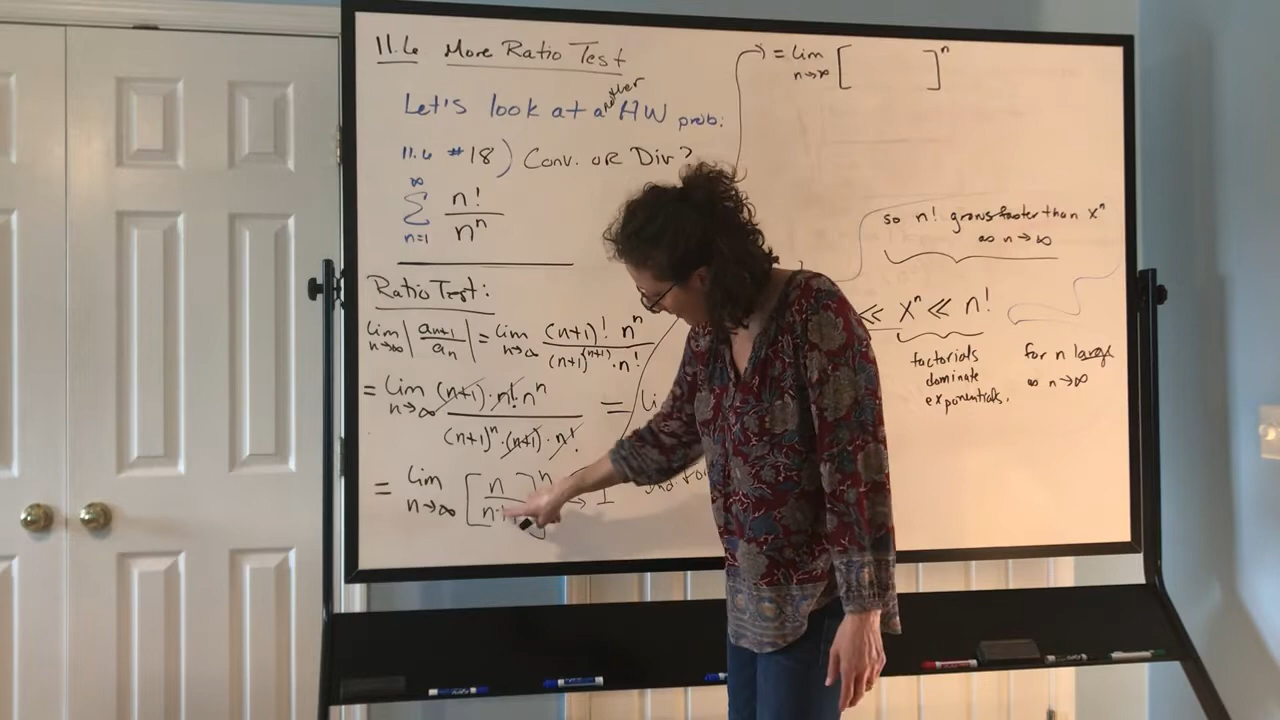 11.6 More Ratio Test
Let's look at another HW prob:
11.6 #18) Conv. OR Div?
∞
Σ n!/nⁿ
n=1
Ratio Test:
lim n→∞ |aₙ₊₁/aₙ| = lim n→∞ (n+1)! nⁿ / (n+1)⁽ⁿ⁺¹⁾ · n!
= lim n→∞ (n+1) · n! nⁿ / (n+1)ⁿ · (n+1) · n! = Li
= lim n→∞ [n / n+1]ⁿ → 1
= lim n→∞ [ ]ⁿ
so n! grows faster than xⁿ
as n→∞
≪ xⁿ ≪ n!
factorials
dominate
exponentials.
for n large
as n→∞